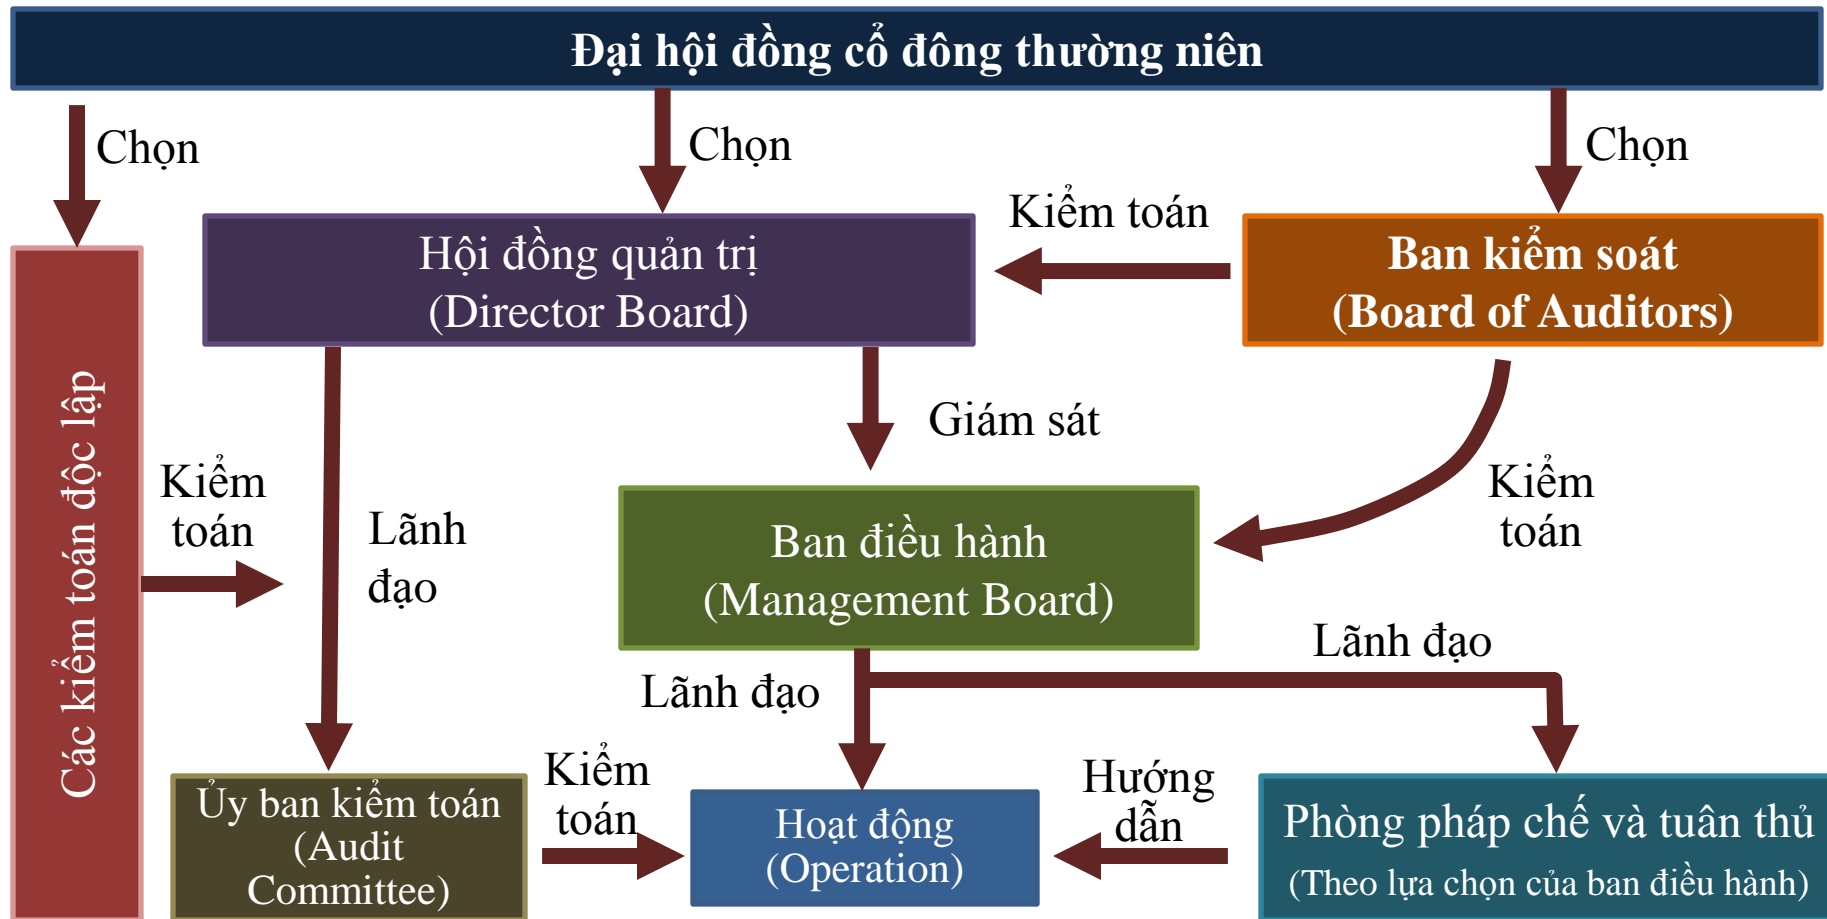 Đại hội đồng cổ đông thường niên
Chọn
Chọn
Chọn
Hội đồng quản trị
(Director Board)
Kiểm toán
Ban kiểm soát
(Board of Auditors)
Các kiểm toán độc lập
Giám sát
Kiểm
toán
Lãnh
đạo
Kiểm
toán
Ban điều hành
(Management Board)
Lãnh đạo
Lãnh đạo
Ủy ban kiểm toán
(Audit
Committee)
Kiểm
toán
Hoạt động
(Operation)
Hướng
dẫn
Phòng pháp chế và tuân thủ
(Theo lựa chọn của ban điều hành)